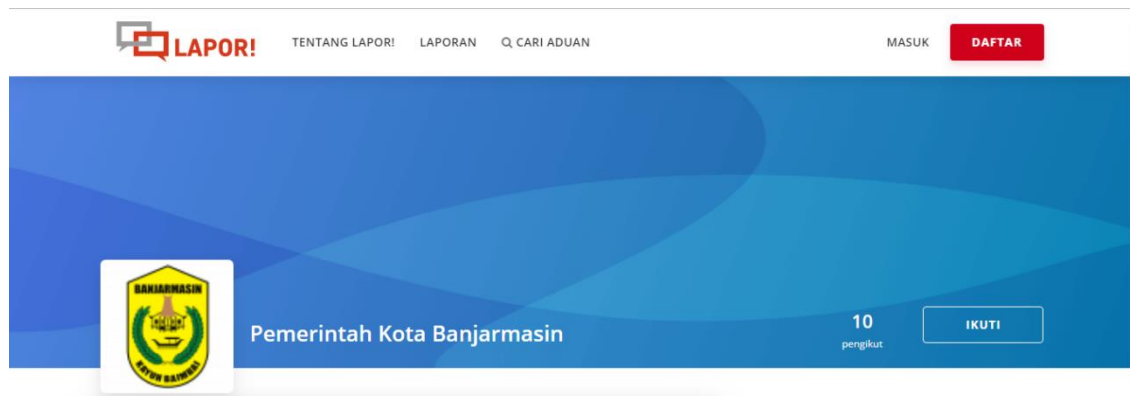 LAPOR!
TENTANG LAPOR!
LAPORAN
CARI ADUAN
MASUK
DAFTAR
BANJARMASIN
KAYUH BAIMBAI
Pemerintah Kota Banjarmasin
10
pengikut
IKUTI